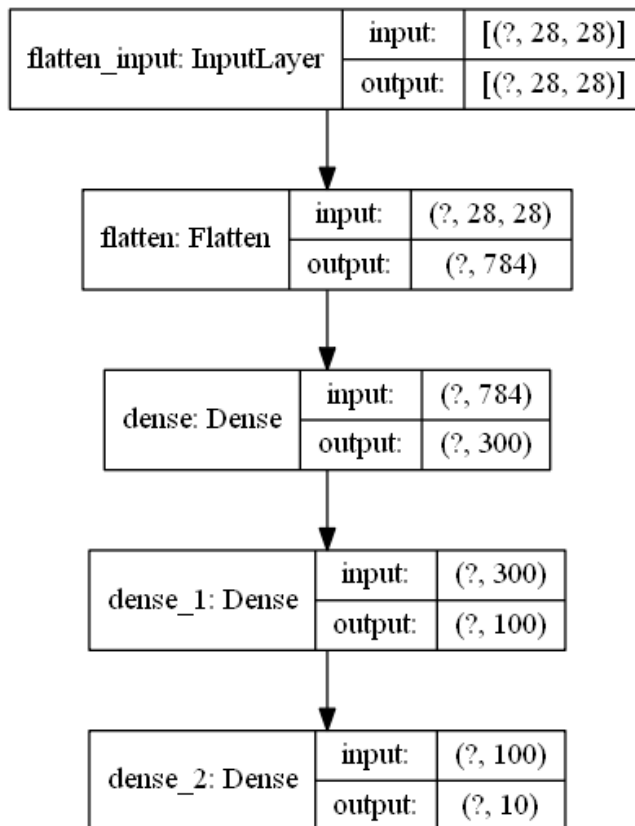 flatten_input: InputLayer
input: [(?, 28, 28)]
output: [(?, 28, 28)]
flatten: Flatten
input: (?, 28, 28)
output: (?, 784)
dense: Dense
input: (?, 784)
output: (?, 300)
dense_1: Dense
input: (?, 300)
output: (?, 100)
dense_2: Dense
input: (?, 100)
output: (?, 10)